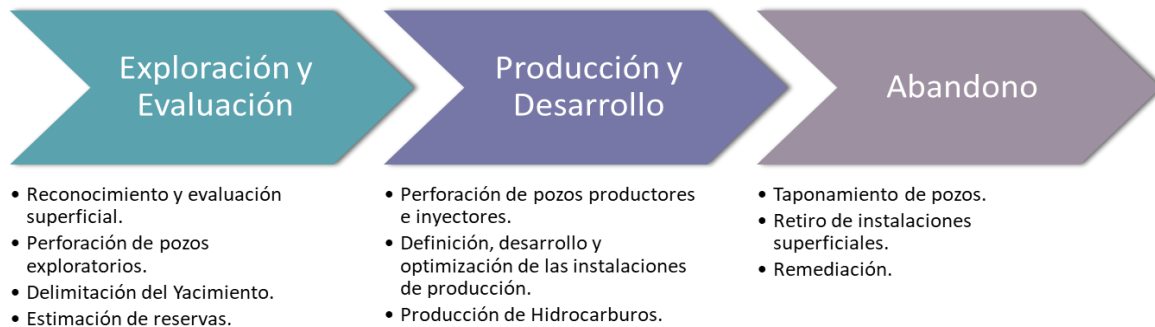 Exploración y
Evaluación
• Reconocimiento y evaluación
superficial.
• Perforación de pozos
exploratorios.
• Delimitación del Yacimiento.
• Estimación de reservas.
Producción y
Desarrollo
• Perforación de pozos productores
e inyectores.
• Definición, desarrollo y
optimización de las instalaciones
de producción.
• Producción de Hidrocarburos.
Abandono
• Taponamiento de pozos.
• Retiro de instalaciones
superficiales.
• Remediación.